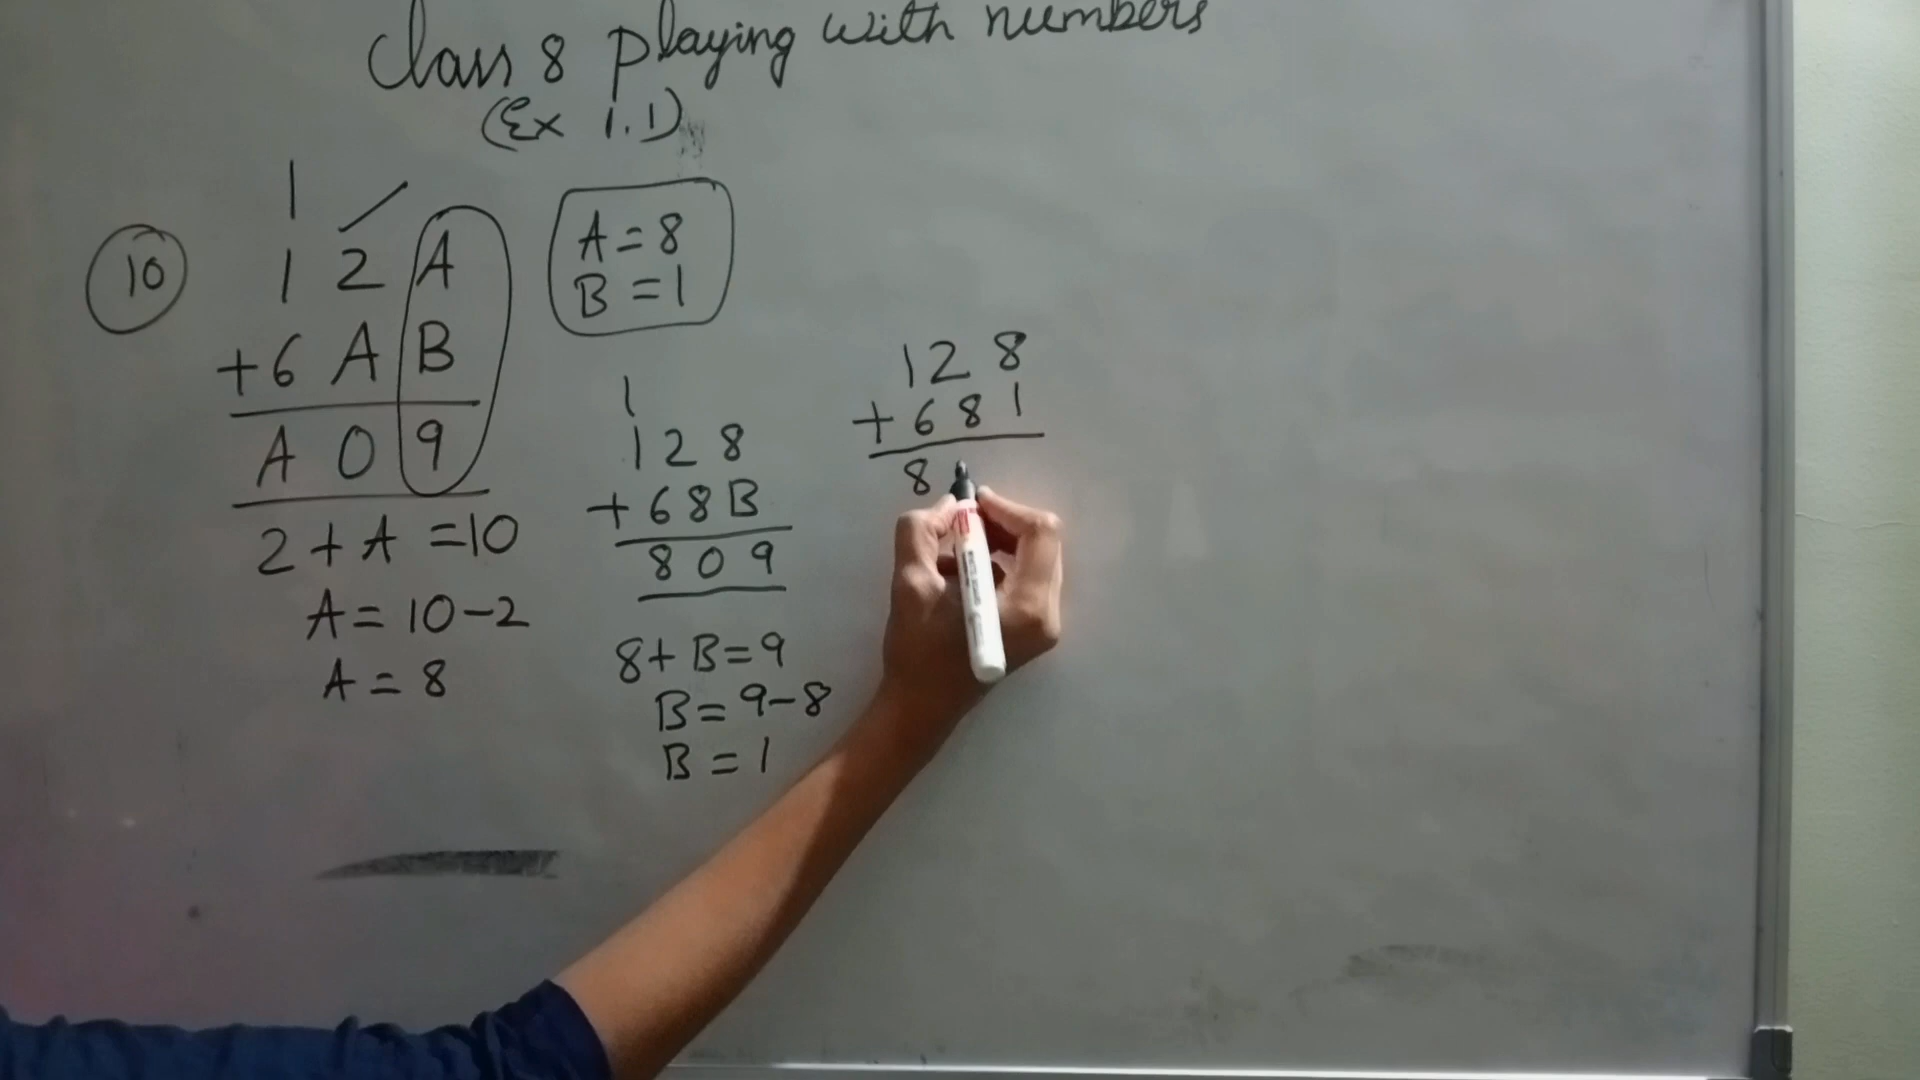 Class 8 playing with numbers
(Ex 1.1)
1
10
1 2 A
+ 6 A B
A 0 9
2 + A = 10
A = 10 - 2
A = 8
A = 8
B = 1
1
1 2 8
+ 6 8 B
8 0 9
8 + B = 9
B = 9 - 8
B = 1
1 2 8
+ 6 8 1
8